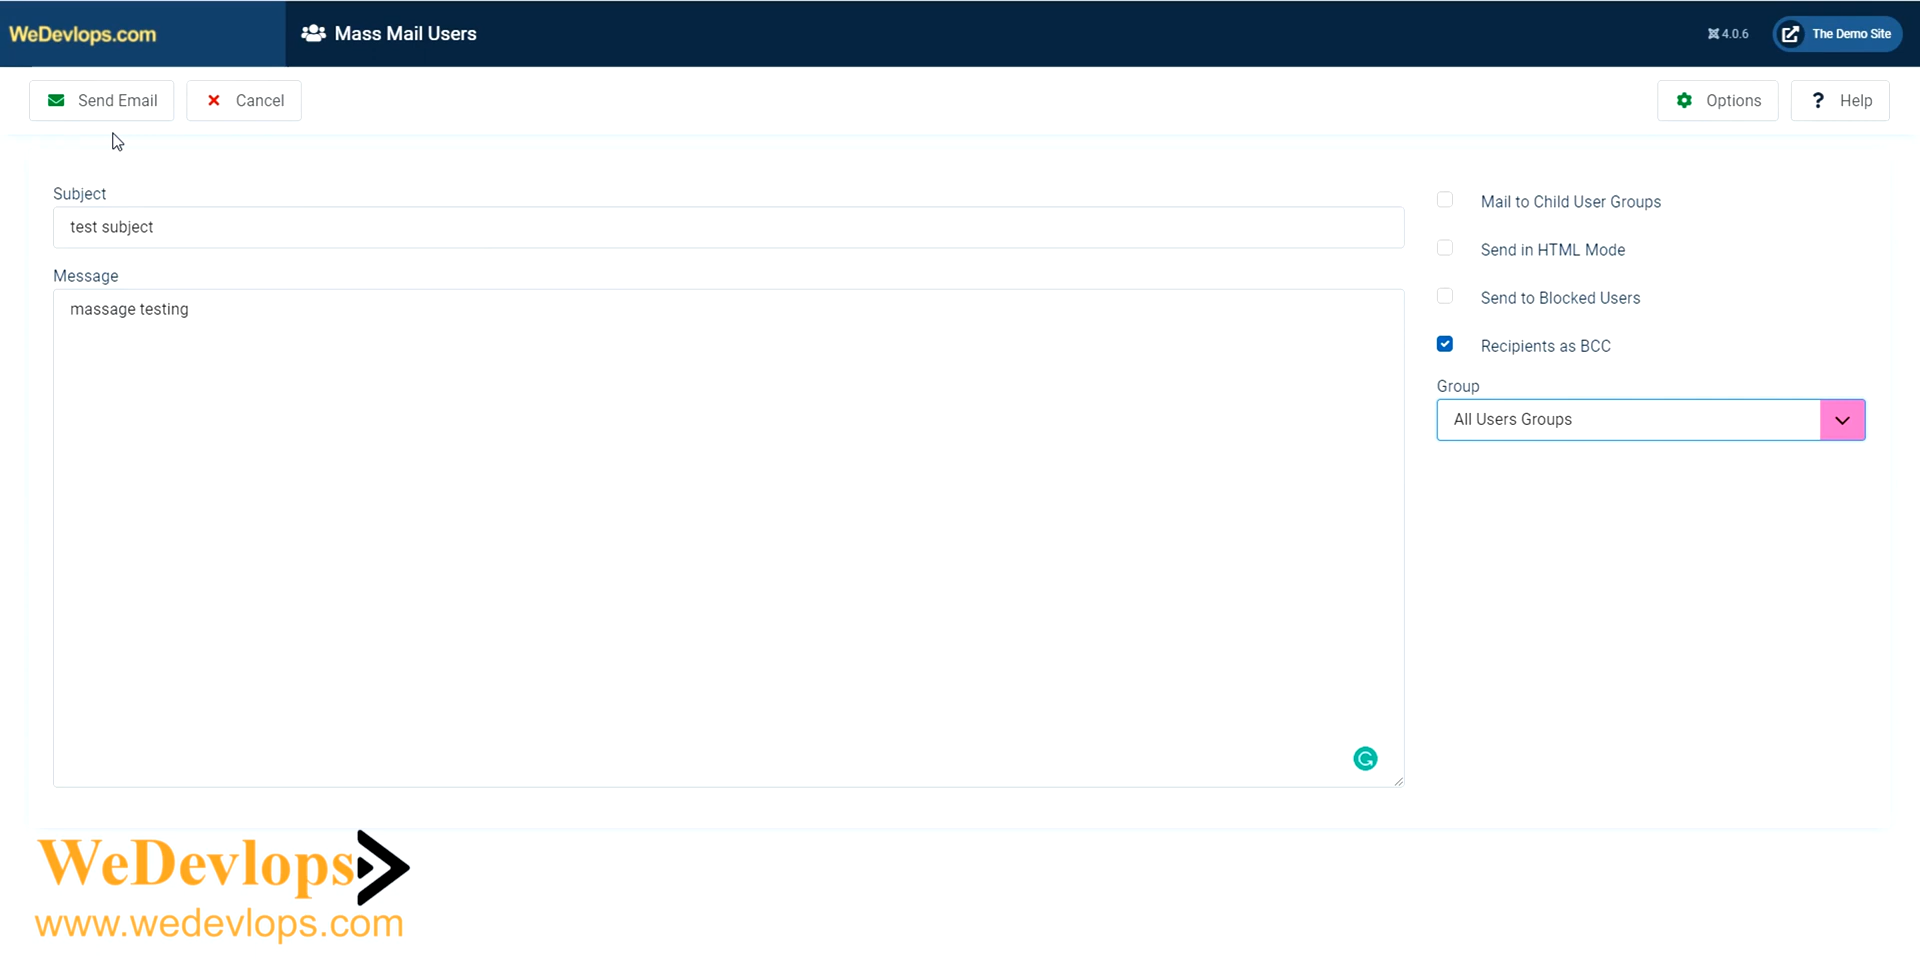 WeDevlops.com
Mass Mail Users
4.0.6
The Demo Site
Send Email
Cancel
Options
? Help
Subject
test subject
Message
massage testing
Mail to Child User Groups
Send in HTML Mode
Send to Blocked Users
Recipients as BCC
Group
All Users Groups
WeDevlops
www.wedevlops.com